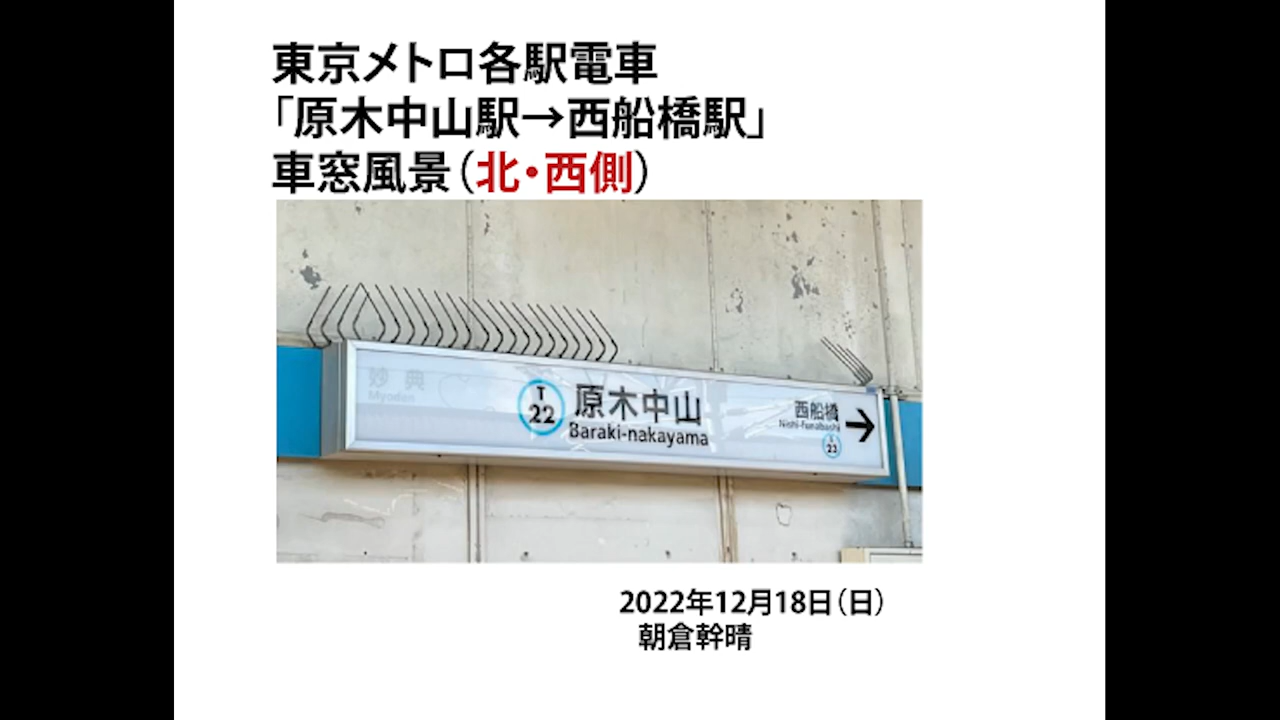 東京メトロ各駅電車
「原木中山駅→西船橋駅」
車窓風景(北・西側)
妙典
Myoden
T
22
原木中山
Baraki-nakayama
西船橋
Nishi-Funabashi
T
23
→
2022年12月18日(日)
朝倉幹晴